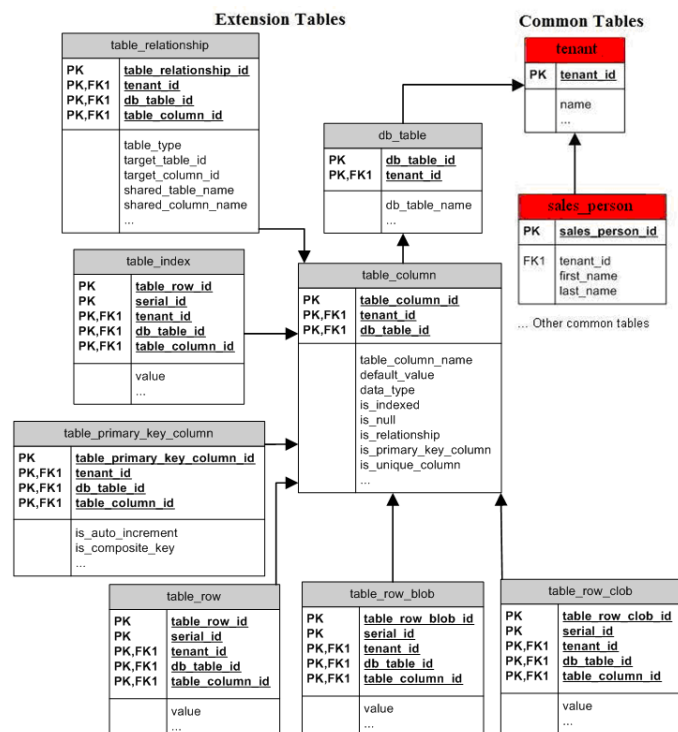 Extension Tables
Common Tables
table_relationship
PK table_relationship_id
PK,FK1 tenant_id
PK,FK1 db_table_id
PK,FK1 table_column_id
table_type
target_table_id
target_column_id
shared_table_name
shared_column_name
...
tenant
PK tenant_id
name
...
db_table
PK db_table_id
PK,FK1 tenant_id
db_table_name
...
sales_person
PK sales_person_id
FK1 tenant_id
first_name
last_name
... Other common tables
table_index
PK table_row_id
PK serial_id
PK,FK1 tenant_id
PK,FK1 db_table_id
PK,FK1 table_column_id
value
...
table_column
PK table_column_id
PK,FK1 tenant_id
PK,FK1 db_table_id
table_column_name
default_value
data_type
is_indexed
is_null
is_relationship
is_primary_key_column
is_unique_column
...
table_primary_key_column
PK table_primary_key_column_id
PK,FK1 tenant_id
PK,FK1 db_table_id
PK,FK1 table_column_id
is_auto_increment
is_composite_key
...
table_row
PK table_row_id
PK serial_id
PK,FK1 tenant_id
PK,FK1 db_table_id
PK,FK1 table_column_id
value
...
table_row_blob
PK table_row_blob_id
PK serial_id
PK,FK1 tenant_id
PK,FK1 db_table_id
PK,FK1 table_column_id
value
...
table_row_clob
PK table_row_clob_id
PK serial_id
PK,FK1 tenant_id
PK,FK1 db_table_id
PK,FK1 table_column_id
value
...